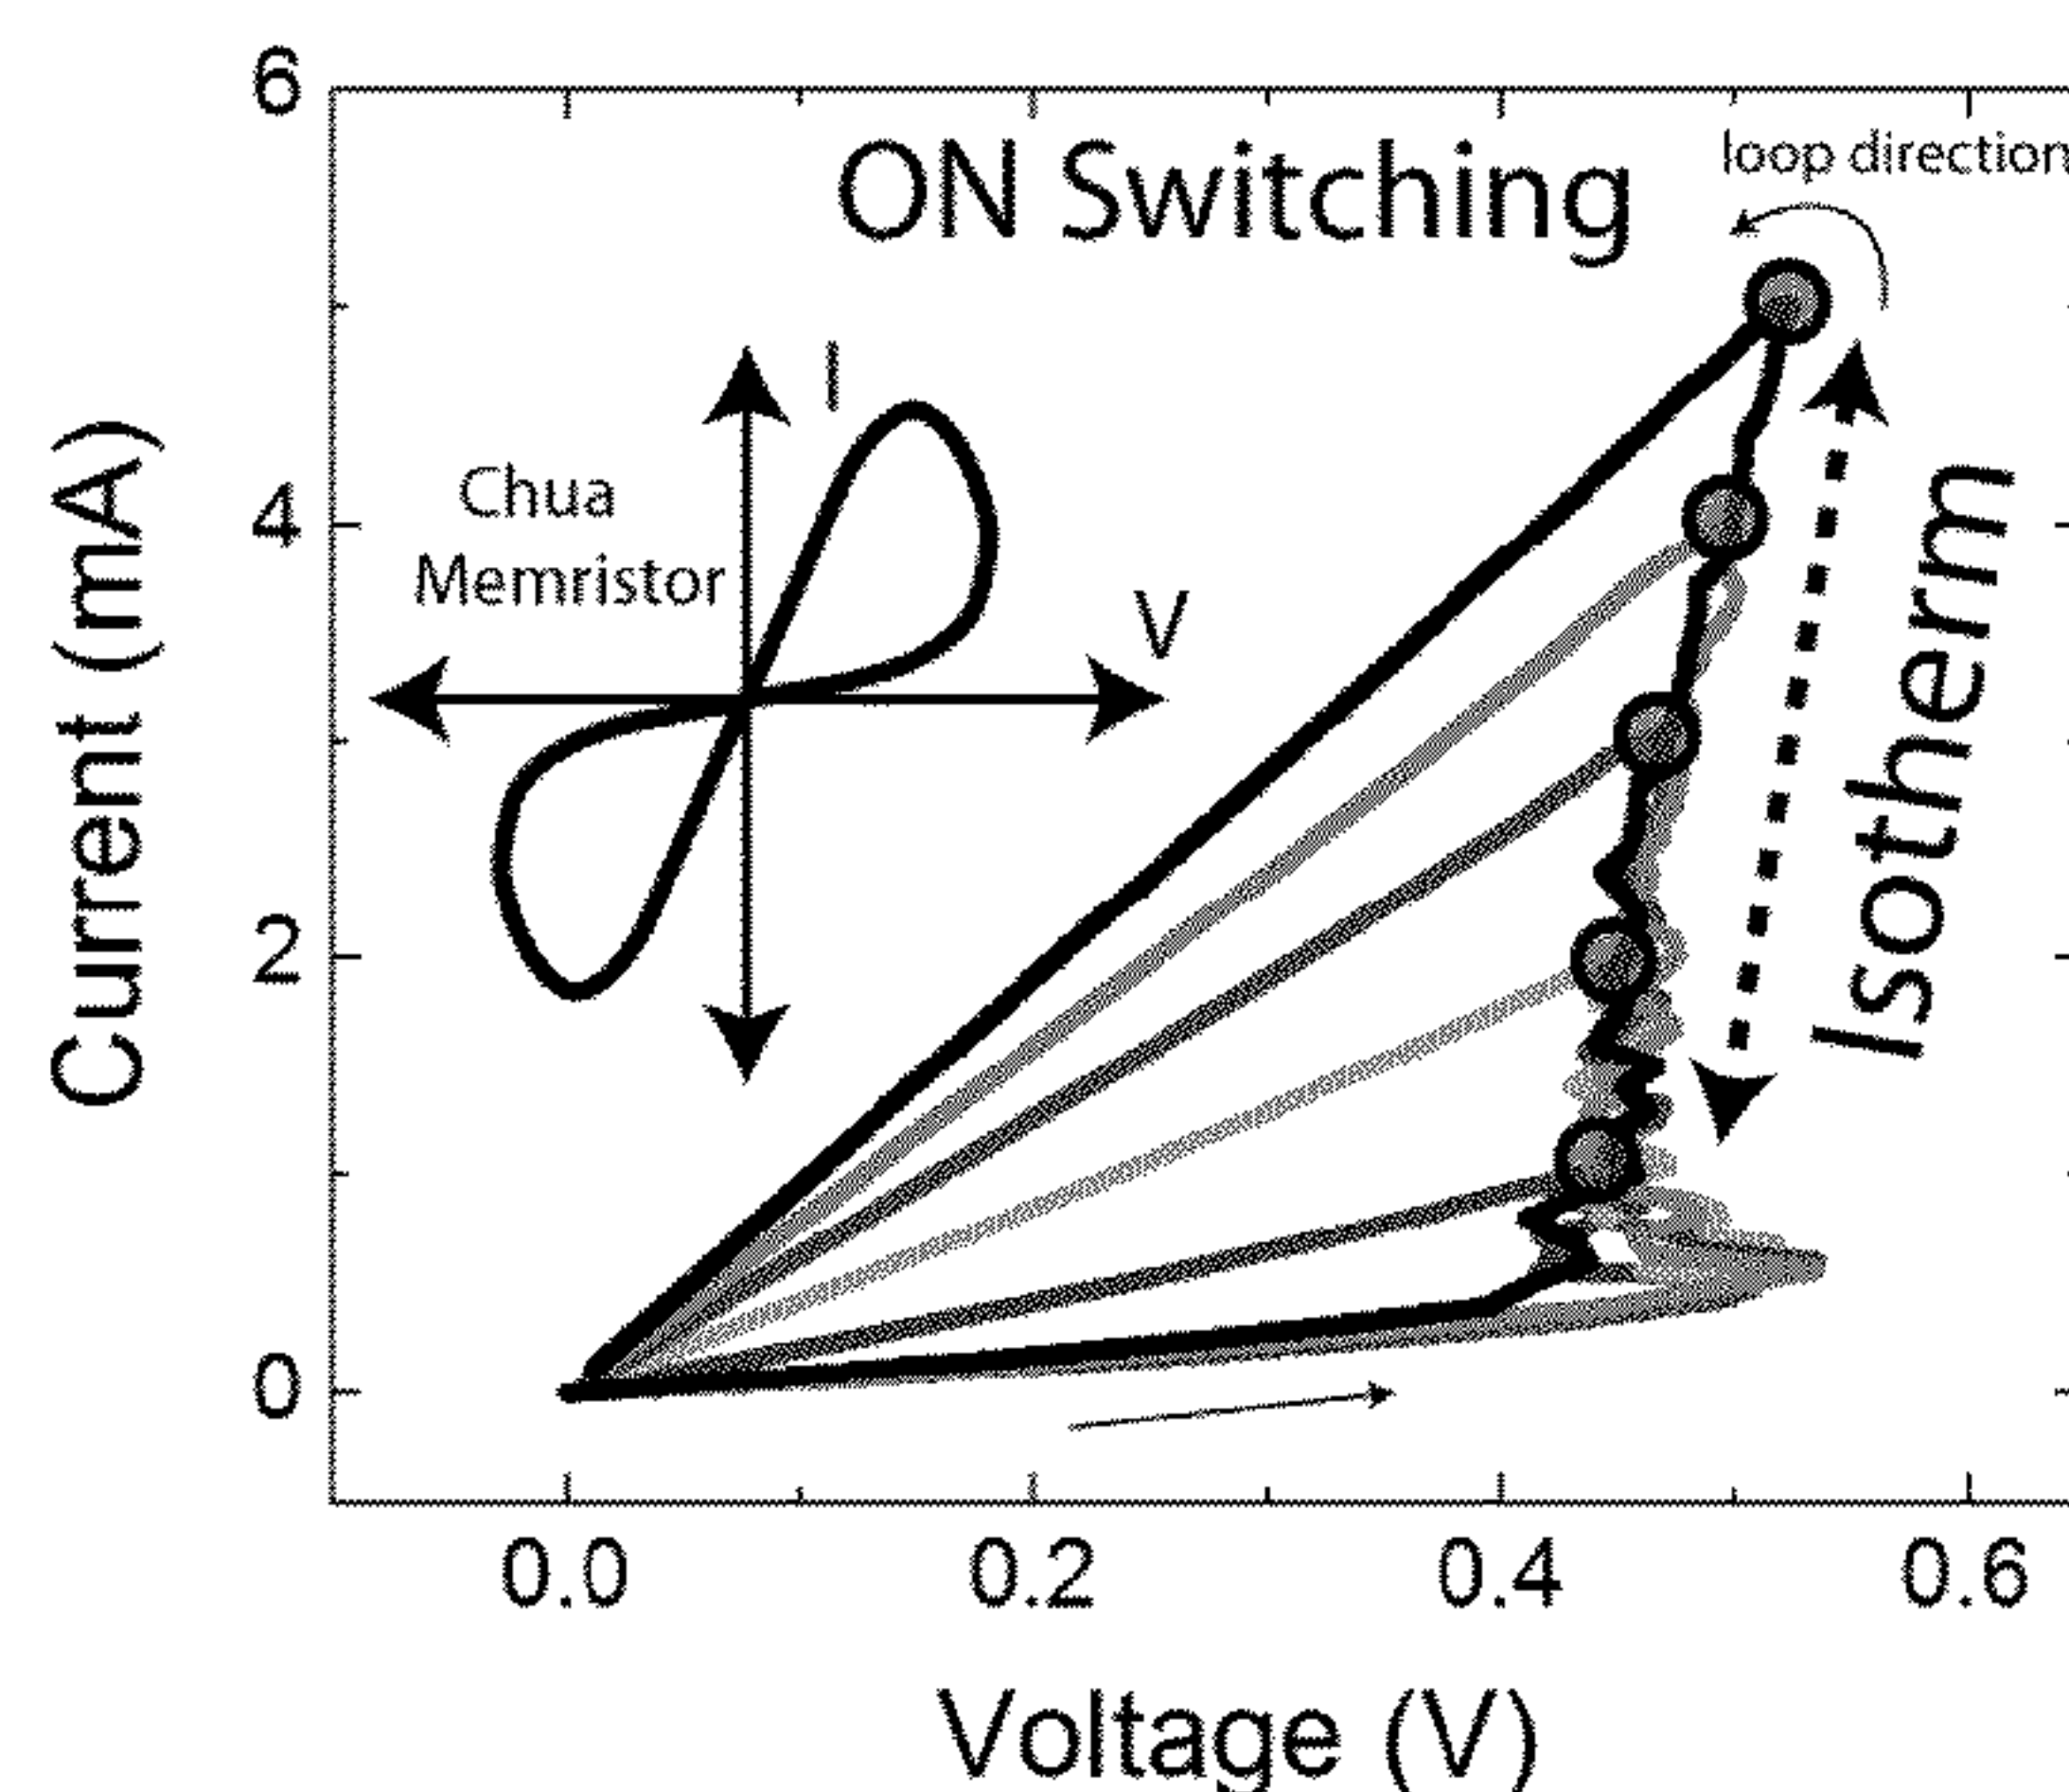 6
ON Switching
loop direction
I
Chua
Memristor
V
4
Current (mA)
Isotherm
2
0
0.0 0.2 0.4 0.6
Voltage (V)